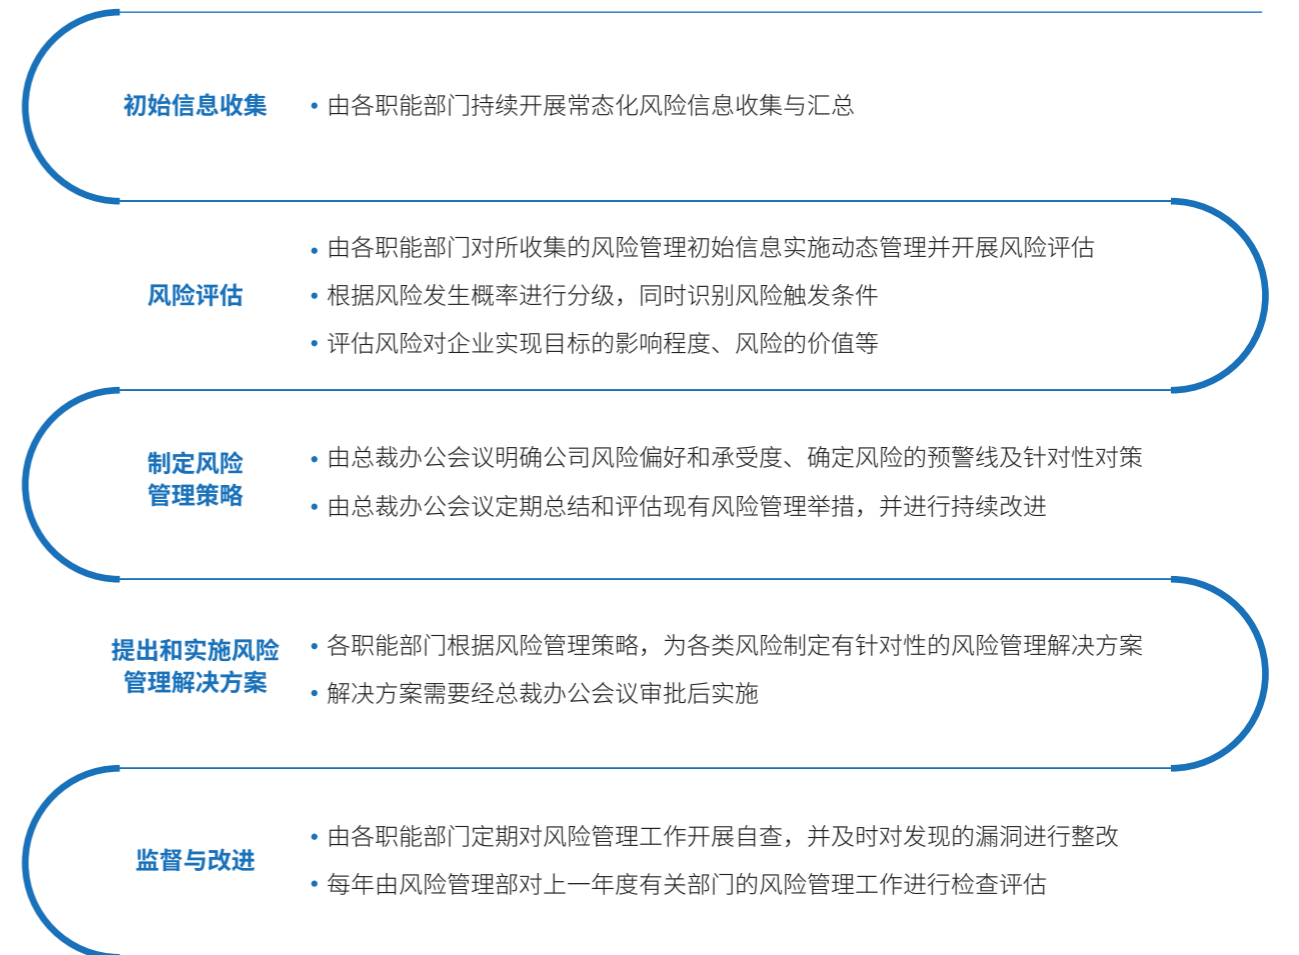 初始信息收集
• 由各职能部门持续开展常态化风险信息收集与汇总
风险评估
• 由各职能部门对所收集的风险管理初始信息实施动态管理并开展风险评估
• 根据风险发生概率进行分级，同时识别风险触发条件
• 评估风险对企业实现目标的影响程度、风险的价值等
制定风险
管理策略
• 由总裁办公会议明确公司风险偏好和承受度、确定风险的预警线及针对性对策
• 由总裁办公会议定期总结和评估现有风险管理举措，并进行持续改进
提出和实施风险
管理解决方案
• 各职能部门根据风险管理策略，为各类风险制定有针对性的风险管理解决方案
• 解决方案需要经总裁办公会议审批后实施
监督与改进
• 由各职能部门定期对风险管理工作开展自查，并及时对发现的漏洞进行整改
• 每年由风险管理部对上一年度有关部门的风险管理工作进行检查评估